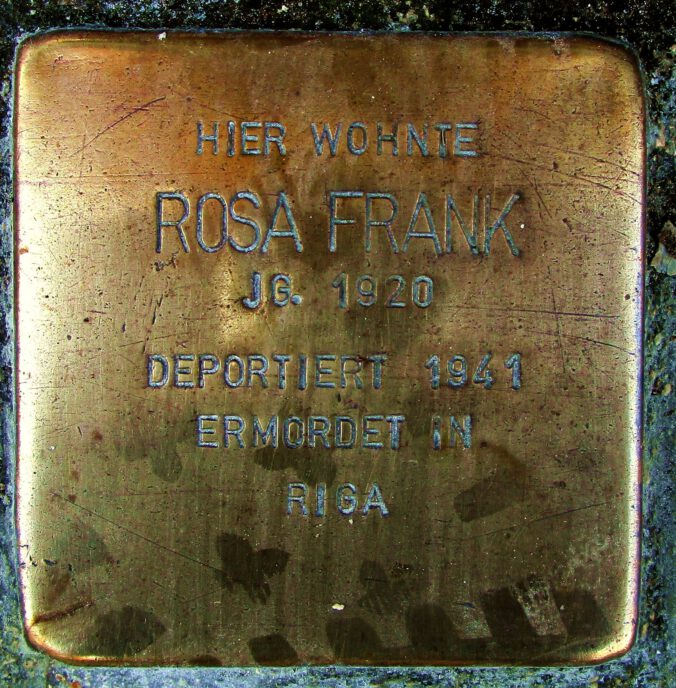 HIER WOHNTE
ROSA FRANK
JG. 1920
DEPORTIERT 1941
ERMORDET IN
RIGA